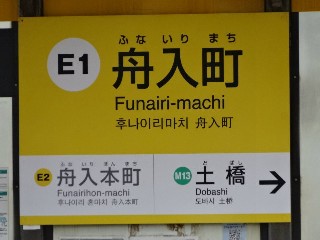 ふな いり まち
E1 舟入町
Funairi-machi
후나이리마치 舟入町
ふな いり ほん まち
E2 舟入本町
Funairihon-machi
후나이리 혼마치 舟入本町
ど ばし
M13 土橋
Dobashi
도바시 土橋